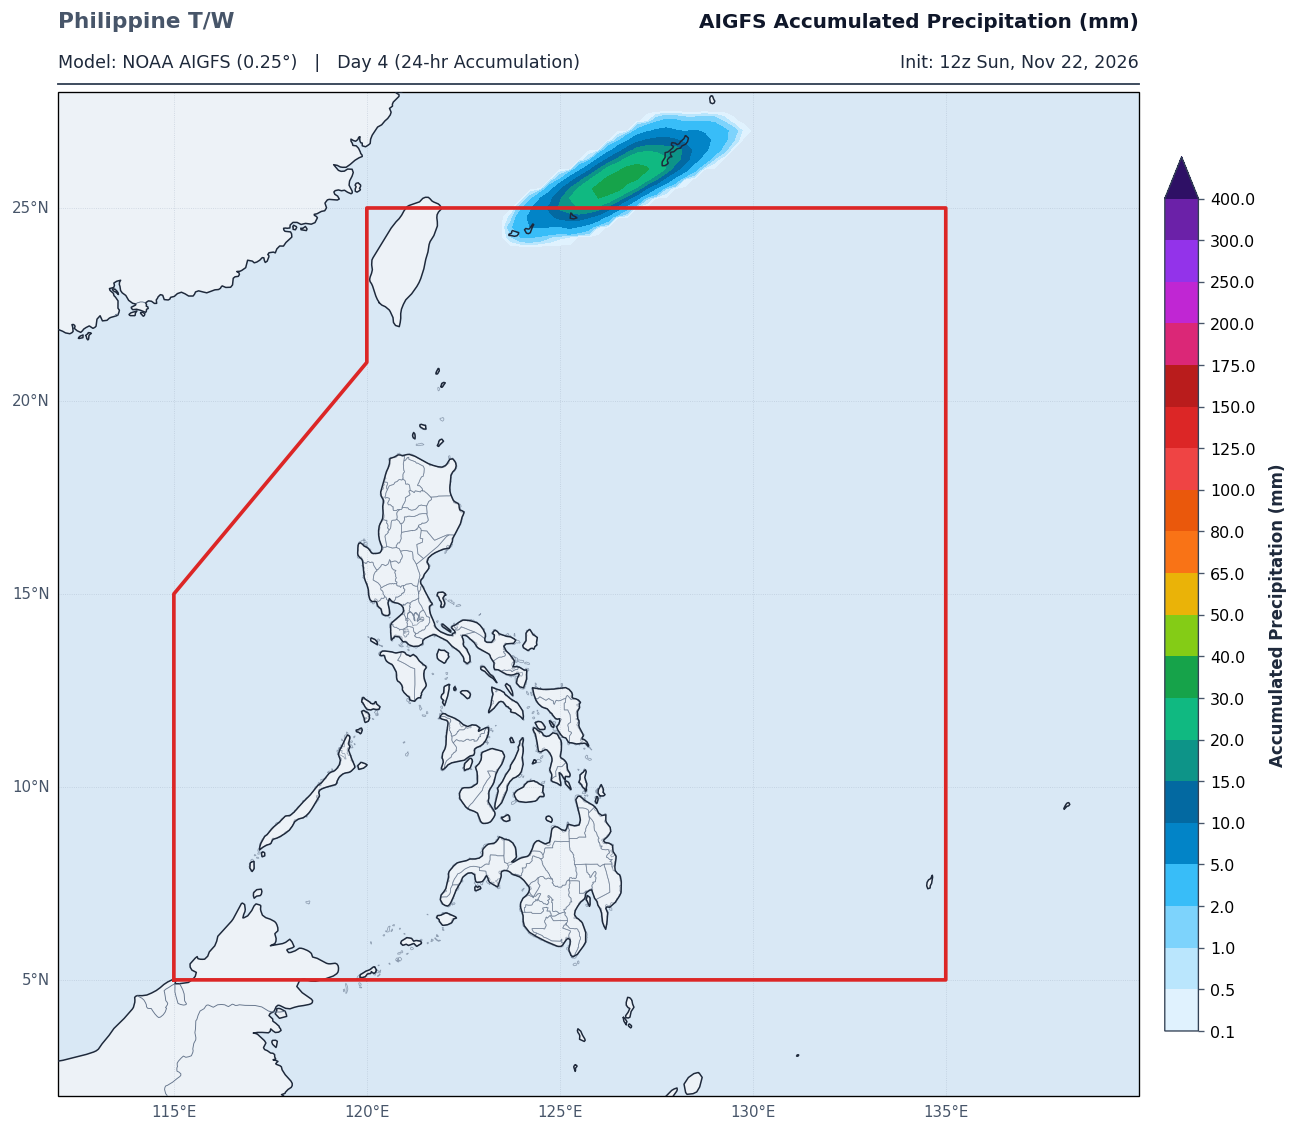 Philippine T/W
AIGFS Accumulated Precipitation (mm)
Model: NOAA AIGFS (0.25°)   |   Day 4 (24-hr Accumulation)
Init: 12z Sun, Nov 22, 2026
25°N
20°N
15°N
10°N
5°N
115°E
120°E
125°E
130°E
135°E
400.0
300.0
250.0
200.0
175.0
150.0
125.0
100.0
80.0
65.0
50.0
40.0
30.0
20.0
15.0
10.0
5.0
2.0
1.0
0.5
0.1
Accumulated Precipitation (mm)